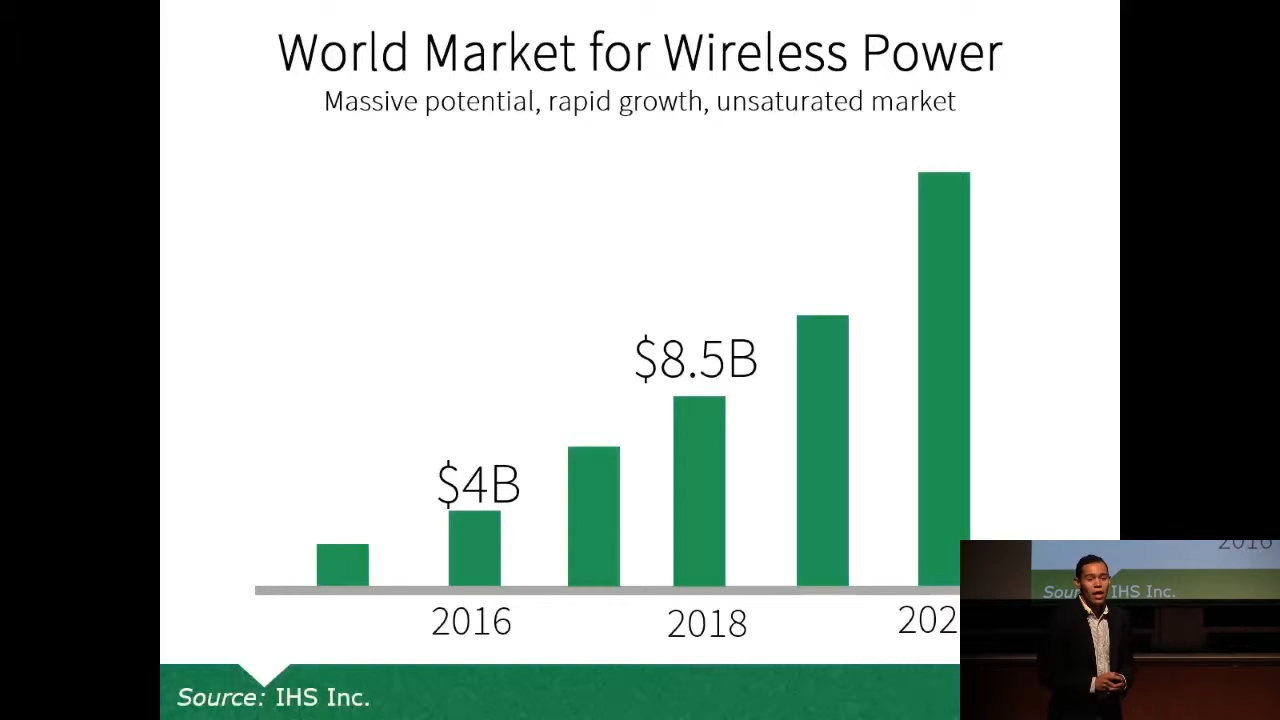 World Market for Wireless Power
Massive potential, rapid growth, unsaturated market
$8.5B
$4B
2016
2018
202
Source: IHS Inc.
2016
IHS Inc.